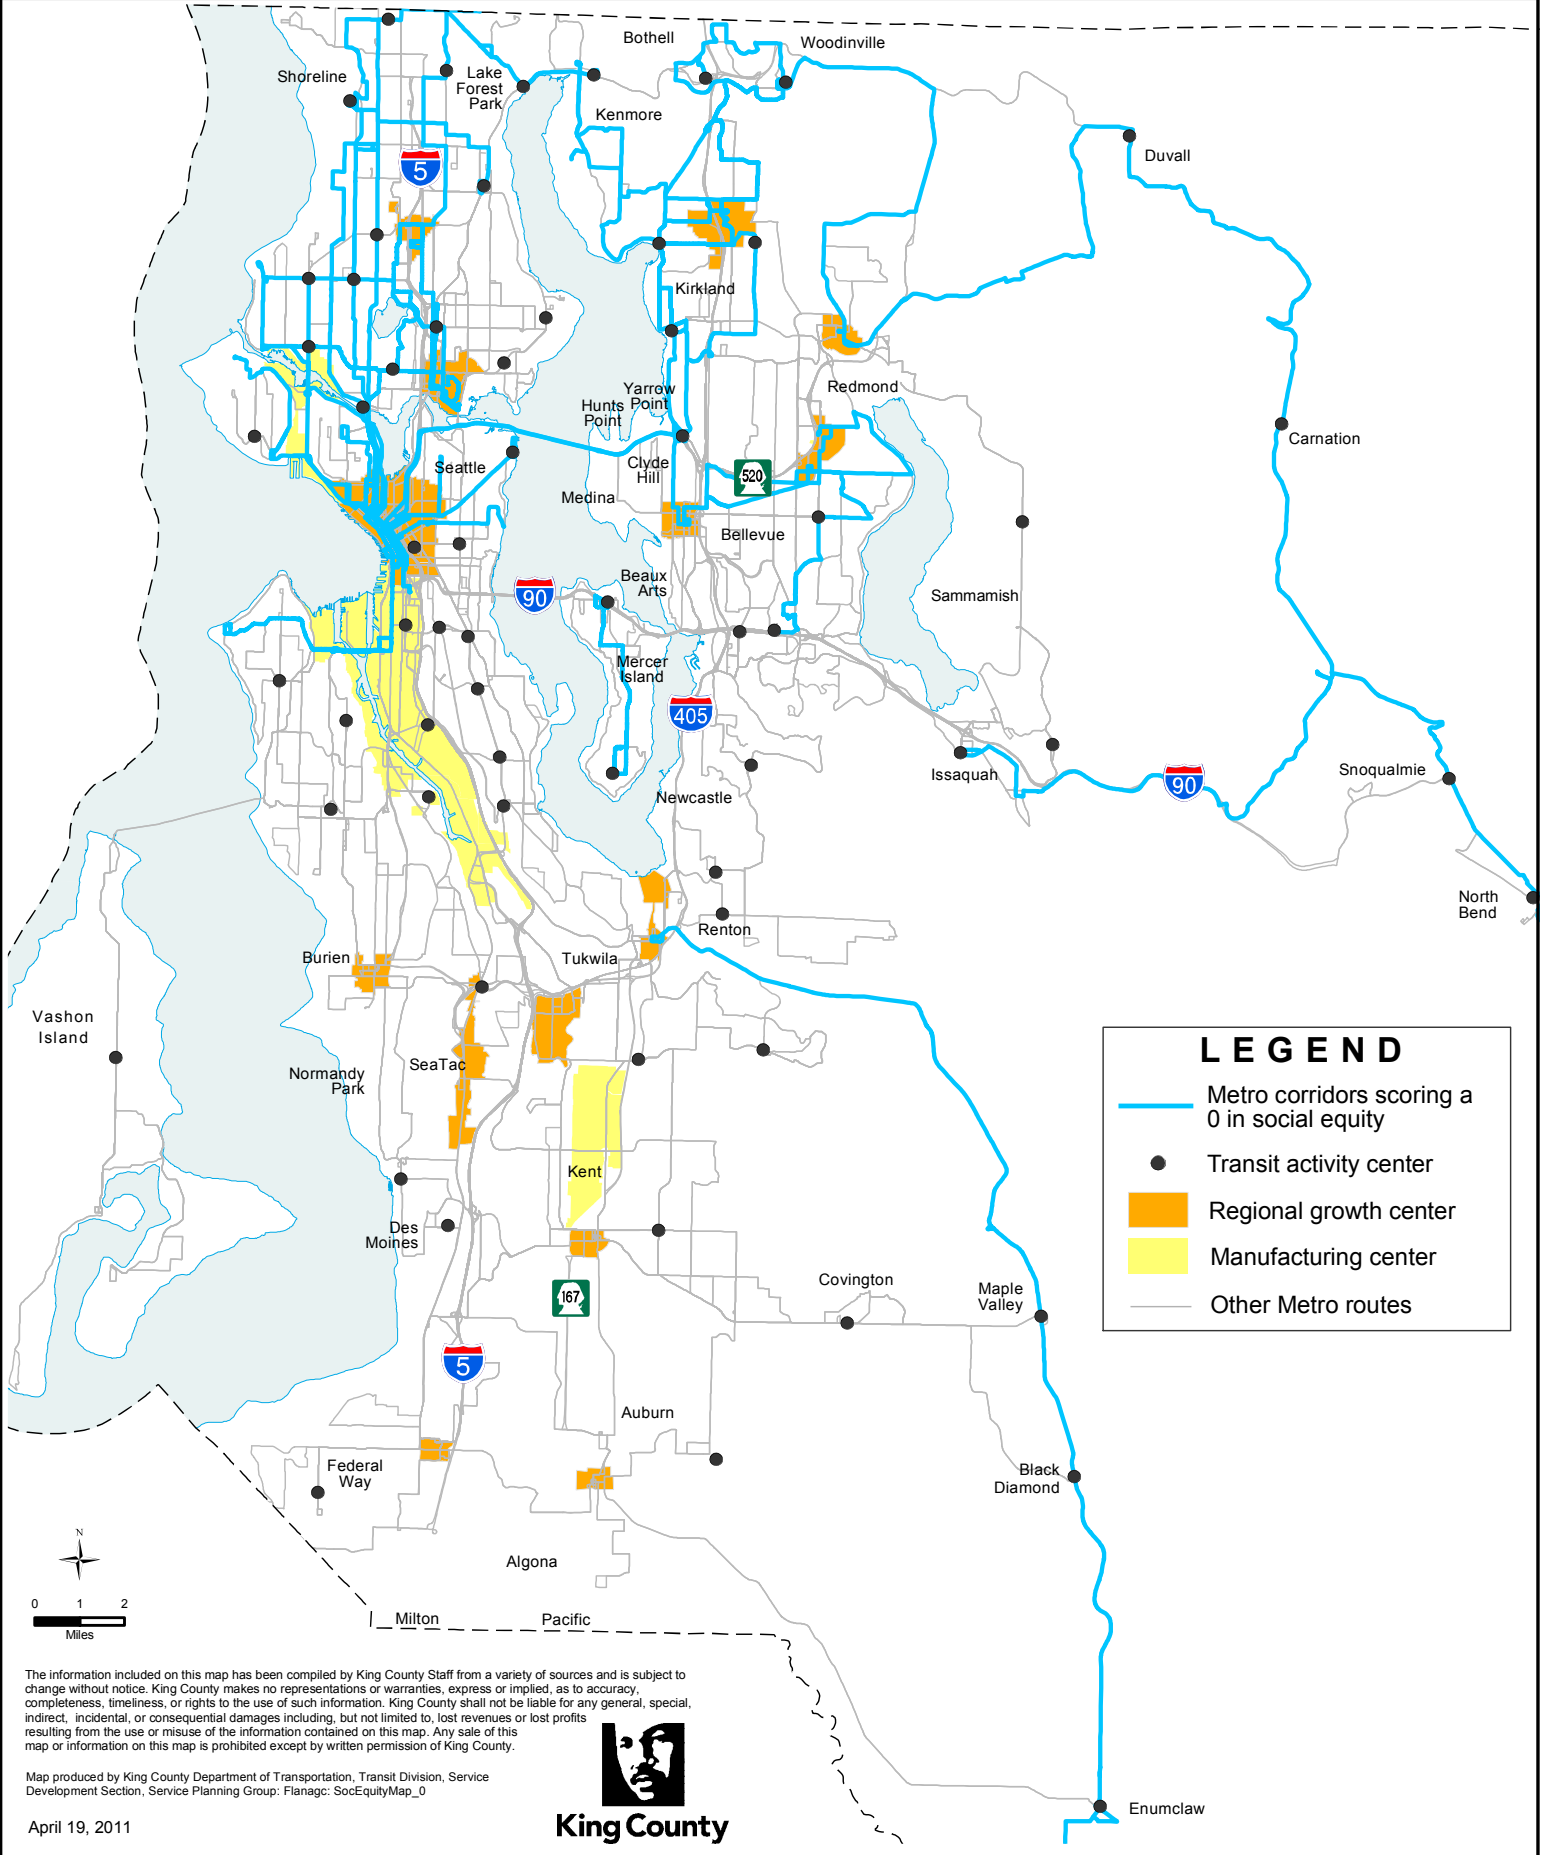 Bothell
Woodinville
Shoreline
Lake
Forest
Park
Kenmore
Duvall
5
Kirkland
Redmond
Yarrow
Point
Hunts
Point
Carnation
Seattle
Clyde
Hill
520
Medina
Bellevue
Beaux
Arts
90
Sammamish
Mercer
Island
405
Issaquah
90
Snoqualmie
Newcastle
North
Bend
Renton
Burien
Tukwila
Vashon
Island
SeaTac
Normandy
Park
Kent
Des
Moines
167
Covington
Maple
Valley
5
Auburn
Federal
Way
Black
Diamond
Algona
Milton
Pacific
Enumclaw
LEGEND
Metro corridors scoring a
0 in social equity
Transit activity center
Regional growth center
Manufacturing center
Other Metro routes
N
0 1 2
Miles
The information included on this map has been compiled by King County Staff from a variety of sources and is subject to
change without notice. King County makes no representations or warranties, express or implied, as to accuracy,
completeness, timeliness, or rights to the use of such information. King County shall not be liable for any general, special,
indirect, incidental, or consequential damages including, but not limited to, lost revenues or lost profits
resulting from the use or misuse of the information contained on this map. Any sale of this
map or information on this map is prohibited except by written permission of King County.
Map produced by King County Department of Transportation, Transit Division, Service
Development Section, Service Planning Group: Flanagc: SocEquityMap_0
April 19, 2011
King County